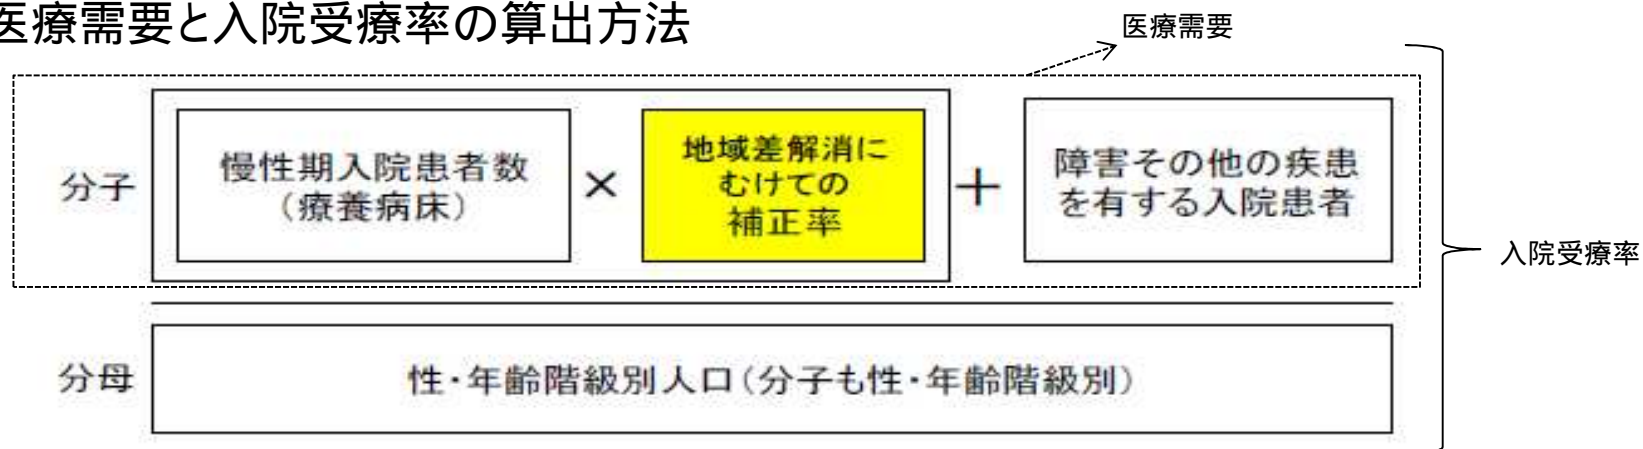 医療需要と入院受療率の算出方法
医療需要
分子
慢性期入院患者数
（療養病床）
×
地域差解消に
むけての
補正率
＋
障害その他の疾患
を有する入院患者
入院受療率
分母
性・年齢階級別人口（分子も性・年齢階級別）